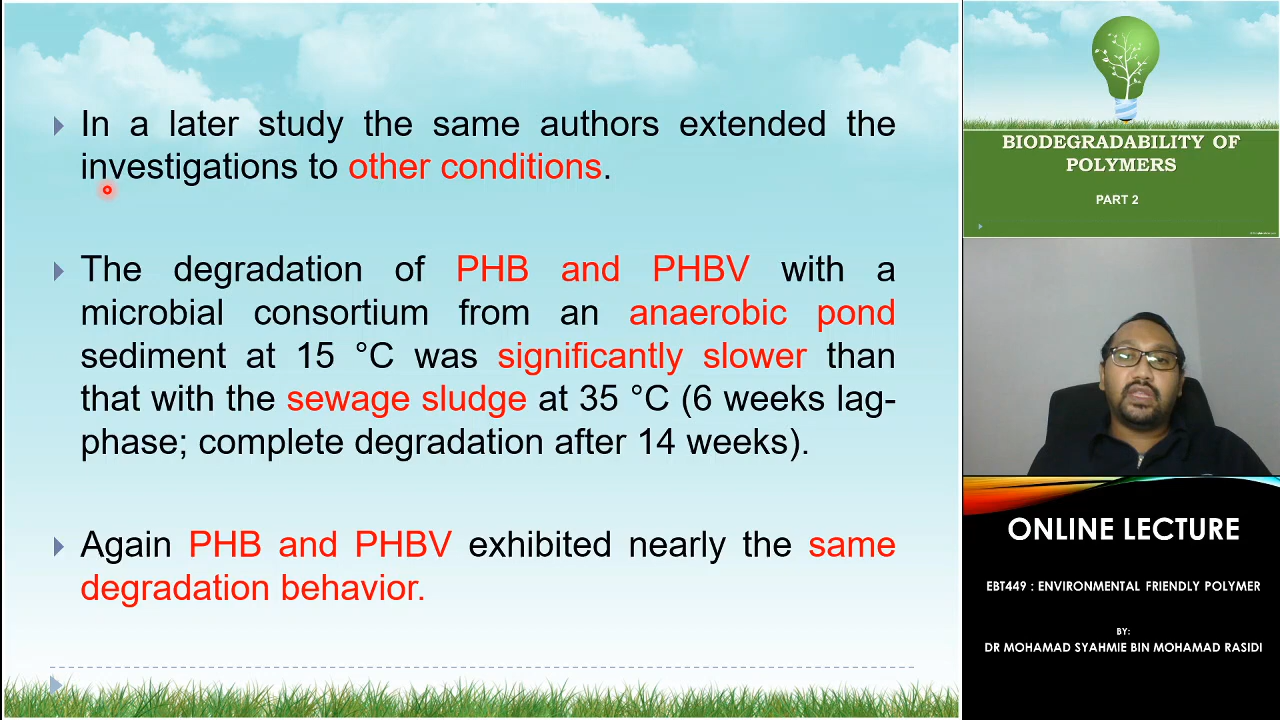 In a later study the same authors extended the
investigations to other conditions.
The degradation of PHB and PHBV with a
microbial consortium from an anaerobic pond
sediment at 15 °C was significantly slower than
that with the sewage sludge at 35 °C (6 weeks lag-
phase; complete degradation after 14 weeks).
Again PHB and PHBV exhibited nearly the same
degradation behavior.
BIODEGRADABILITY OF
POLYMERS
PART 2
ONLINE LECTURE
EBT449 : ENVIRONMENTAL FRIENDLY POLYMER
BY:
DR MOHAMAD SYAHMIE BIN MOHAMAD RASIDI